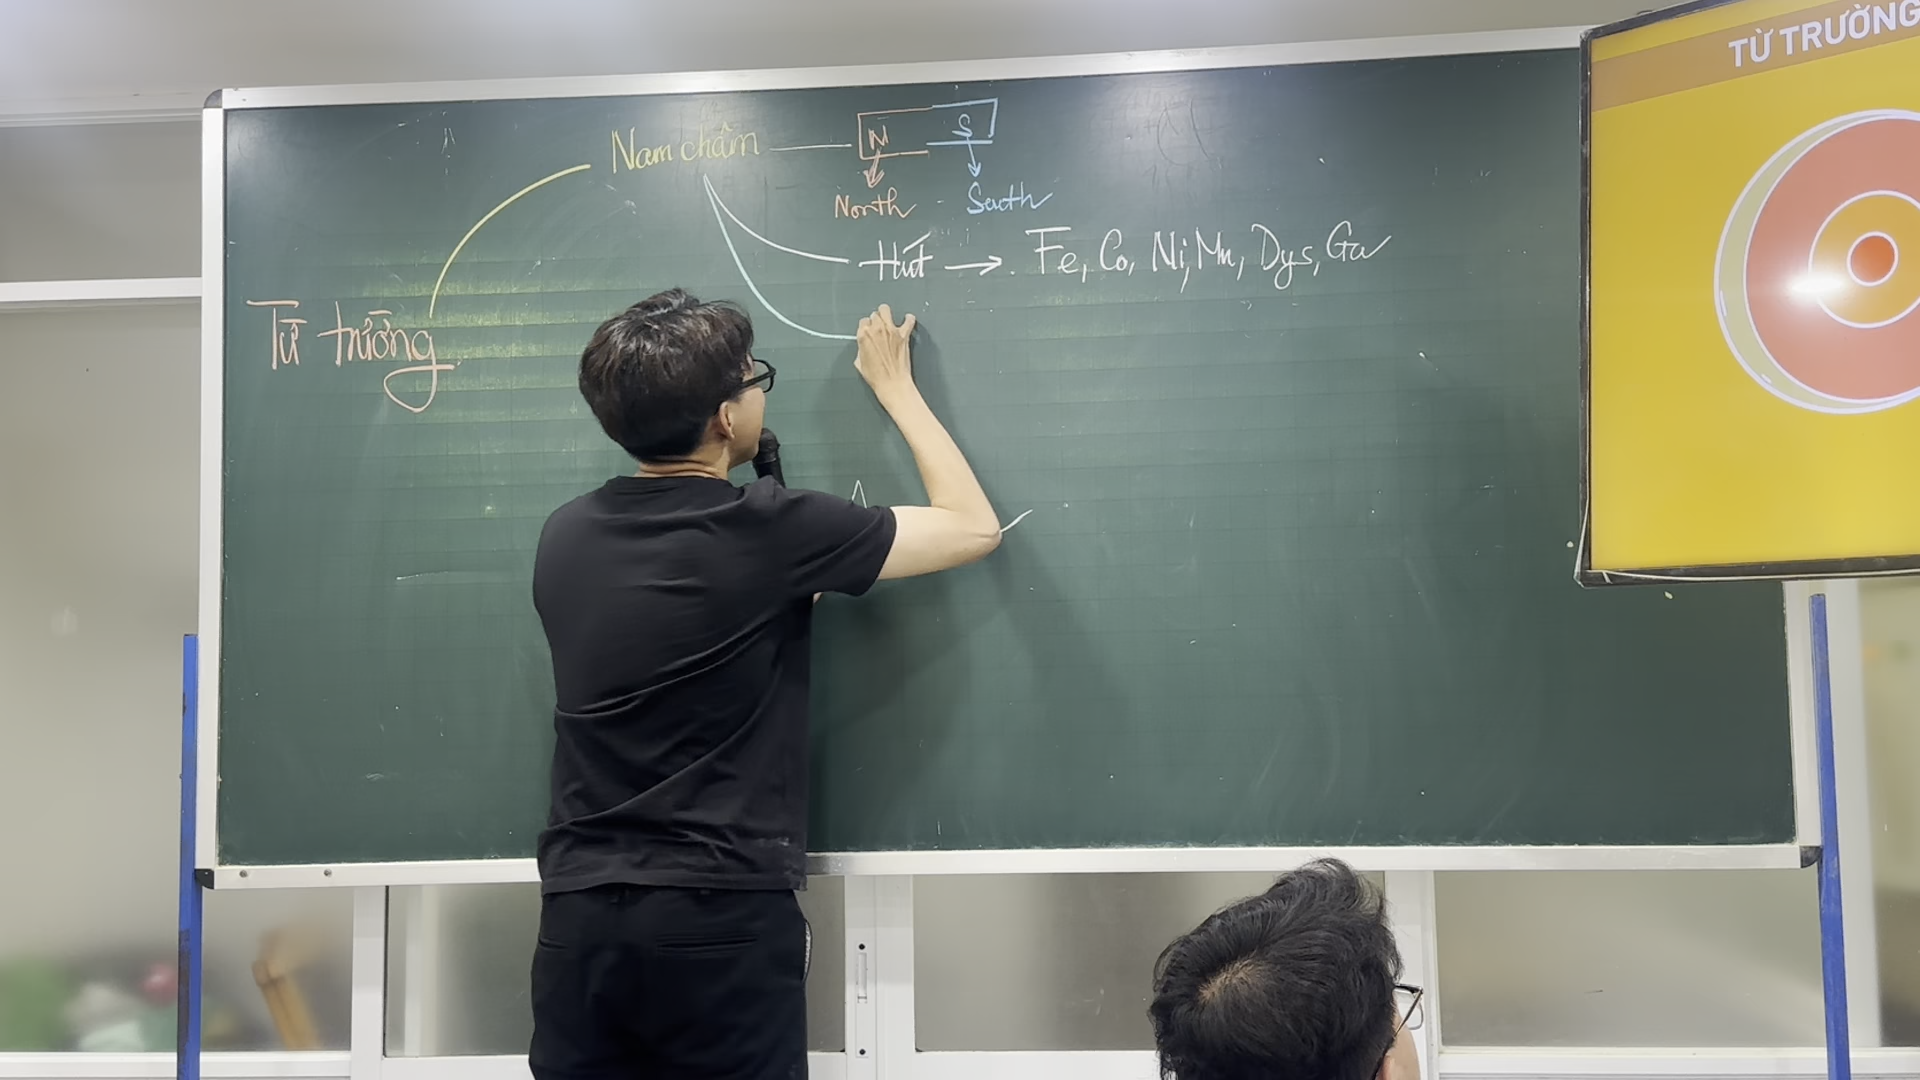 TỪ TRƯỜNG
Nam châm
N S
North - South
Hút → Fe, Co, Ni, Mn, Dys, Ga
Từ trường